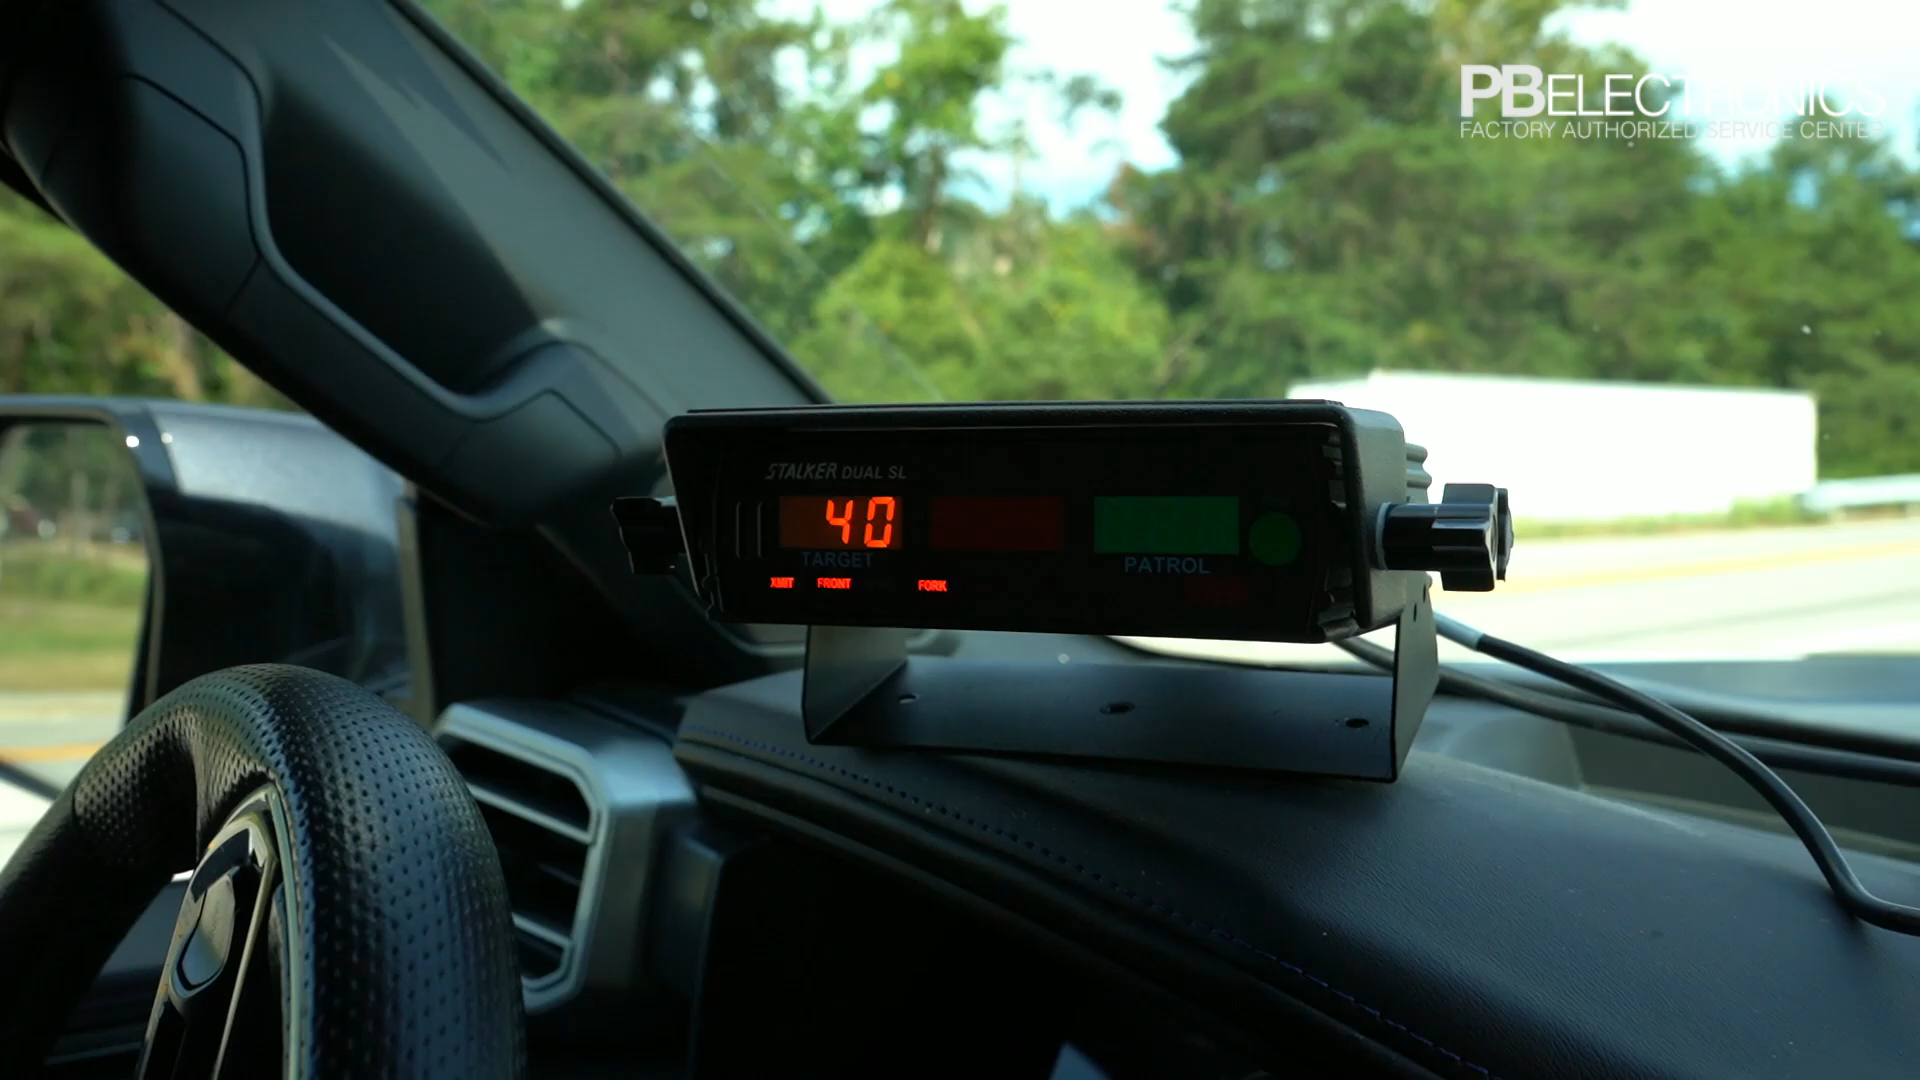 PBELECTRONICS
FACTORY AUTHORIZED SERVICE CENTER
STALKER DUAL SL
40
TARGET
PATROL
XMIT FRONT FORK